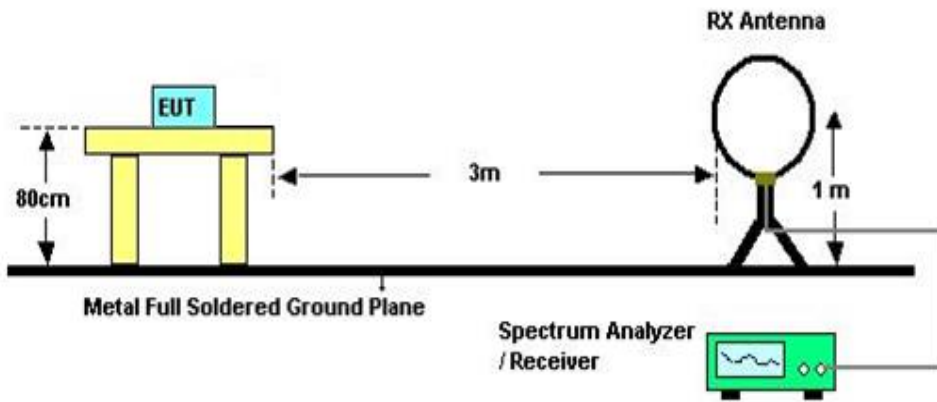 RX Antenna
EUT
3m
80cm
1 m
Metal Full Soldered Ground Plane
Spectrum Analyzer
/ Receiver